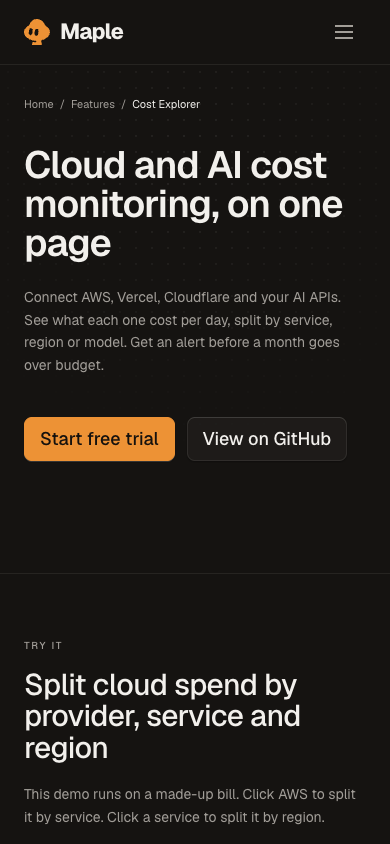 Maple
Home / Features / Cost Explorer
Cloud and AI cost
monitoring, on one
page
Connect AWS, Vercel, Cloudflare and your AI APIs.
See what each one cost per day, split by service,
region or model. Get an alert before a month goes
over budget.
Start free trial
View on GitHub
TRY IT
Split cloud spend by
provider, service and
region
This demo runs on a made-up bill. Click AWS to split
it by service. Click a service to split it by region.